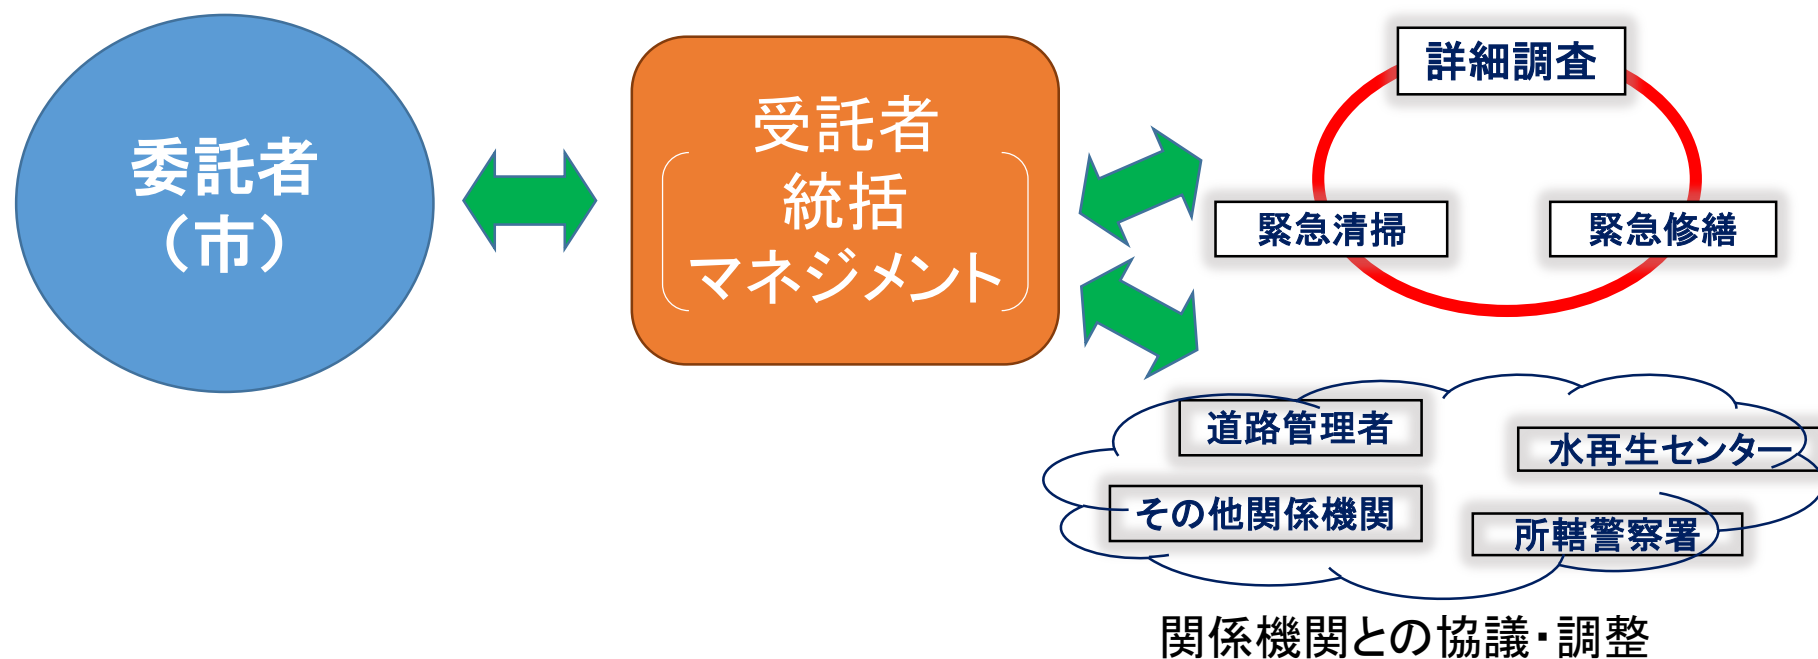 委託者
（市）
受託者
統括
マネジメント
詳細調査
緊急清掃
緊急修繕
道路管理者
水再生センター
その他関係機関
所轄警察署
関係機関との協議・調整